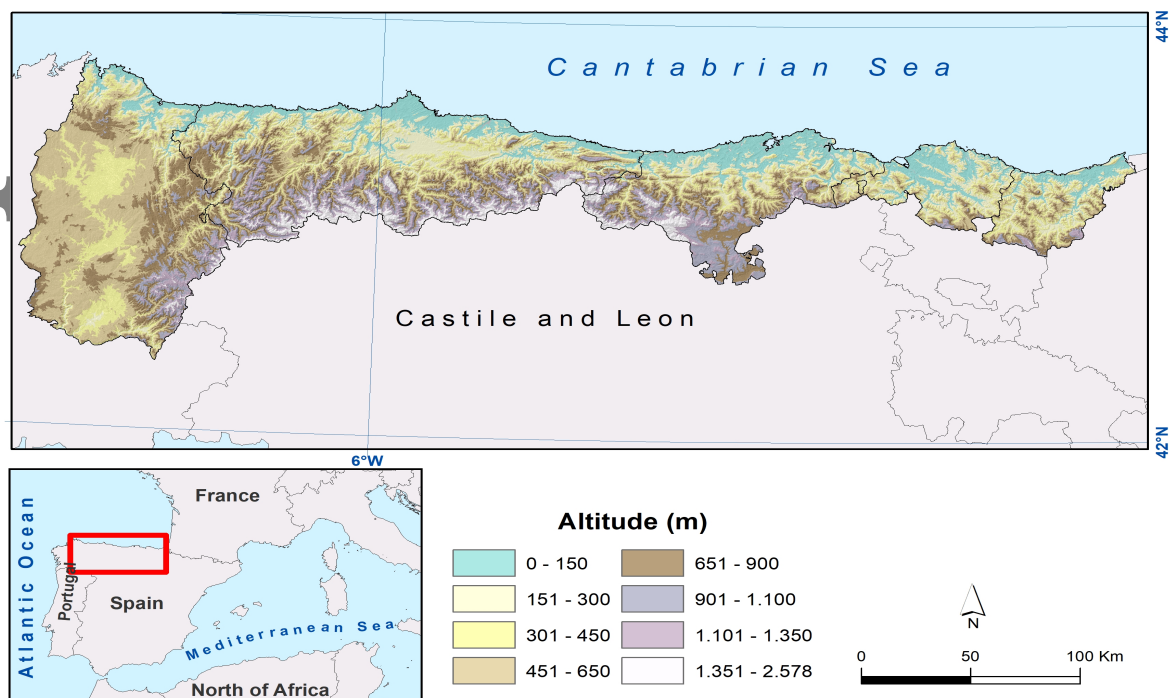 44°N
Cantabrian Sea
Castile and Leon
6°W
42°N
Atlantic Ocean
France
Portugal
Spain
Mediterranean Sea
North of Africa
Altitude (m)
0 - 150
651 - 900
151 - 300
901 - 1.100
301 - 450
1.101 - 1.350
451 - 650
1.351 - 2.578
N
0 50 100 Km